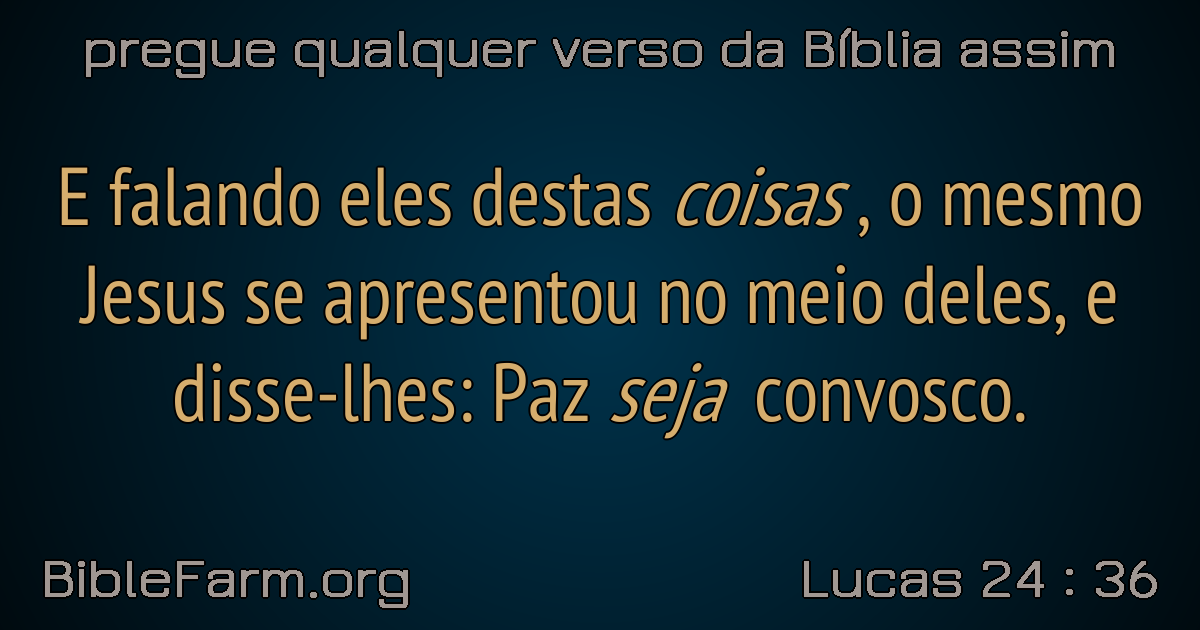 pregue qualquer verso da Bíblia assim
E falando eles destas coisas , o mesmo
Jesus se apresentou no meio deles, e
disse-lhes: Paz seja convosco.
BibleFarm.org
Lucas 24 : 36